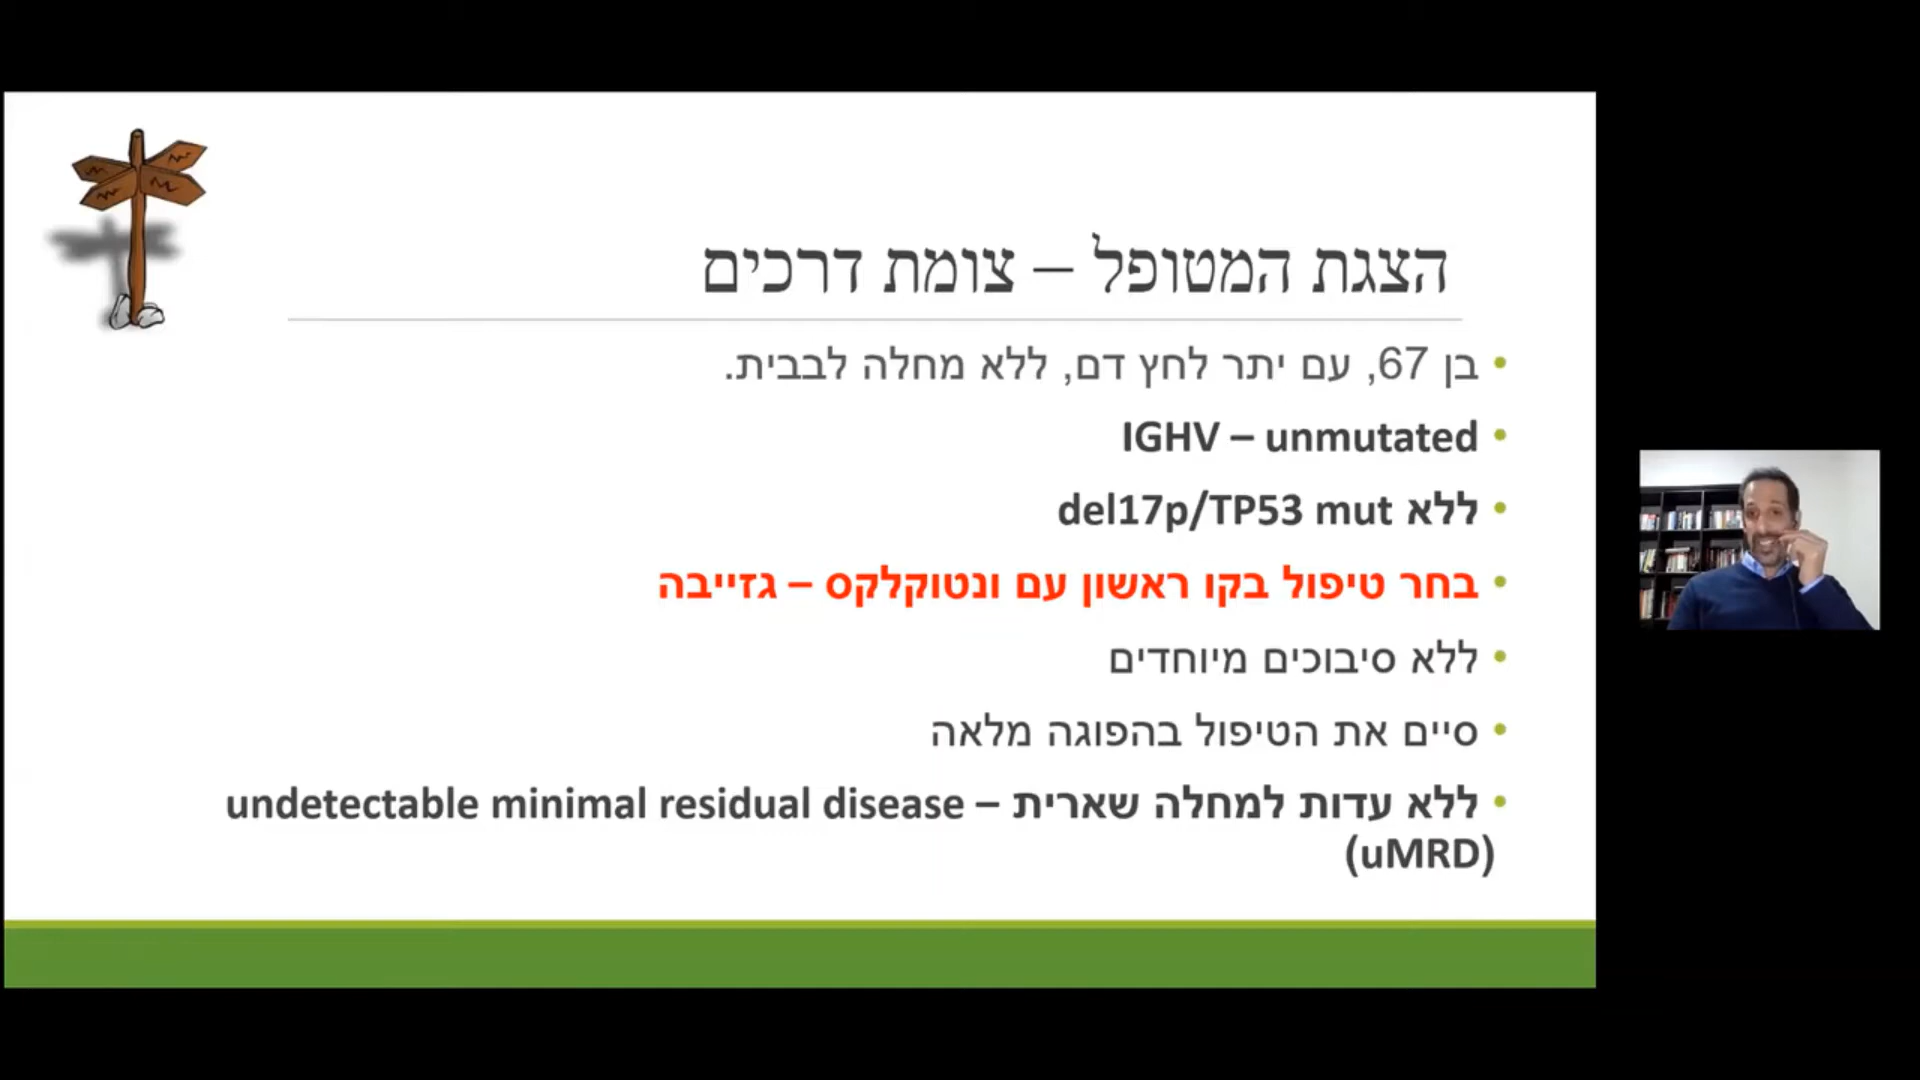 הצגת המטופל – צומת דרכים
• בן 67, עם יתר לחץ דם, ללא מחלה לבבית.
• IGHV – unmutated
• ללא del17p/TP53 mut
• בחר טיפול בקו ראשון עם ונטוקלקס – גזייבה
• ללא סיבוכים מיוחדים
• סיים את הטיפול בהפוגה מלאה
• ללא עדות למחלה שארית – undetectable minimal residual disease
(uMRD)